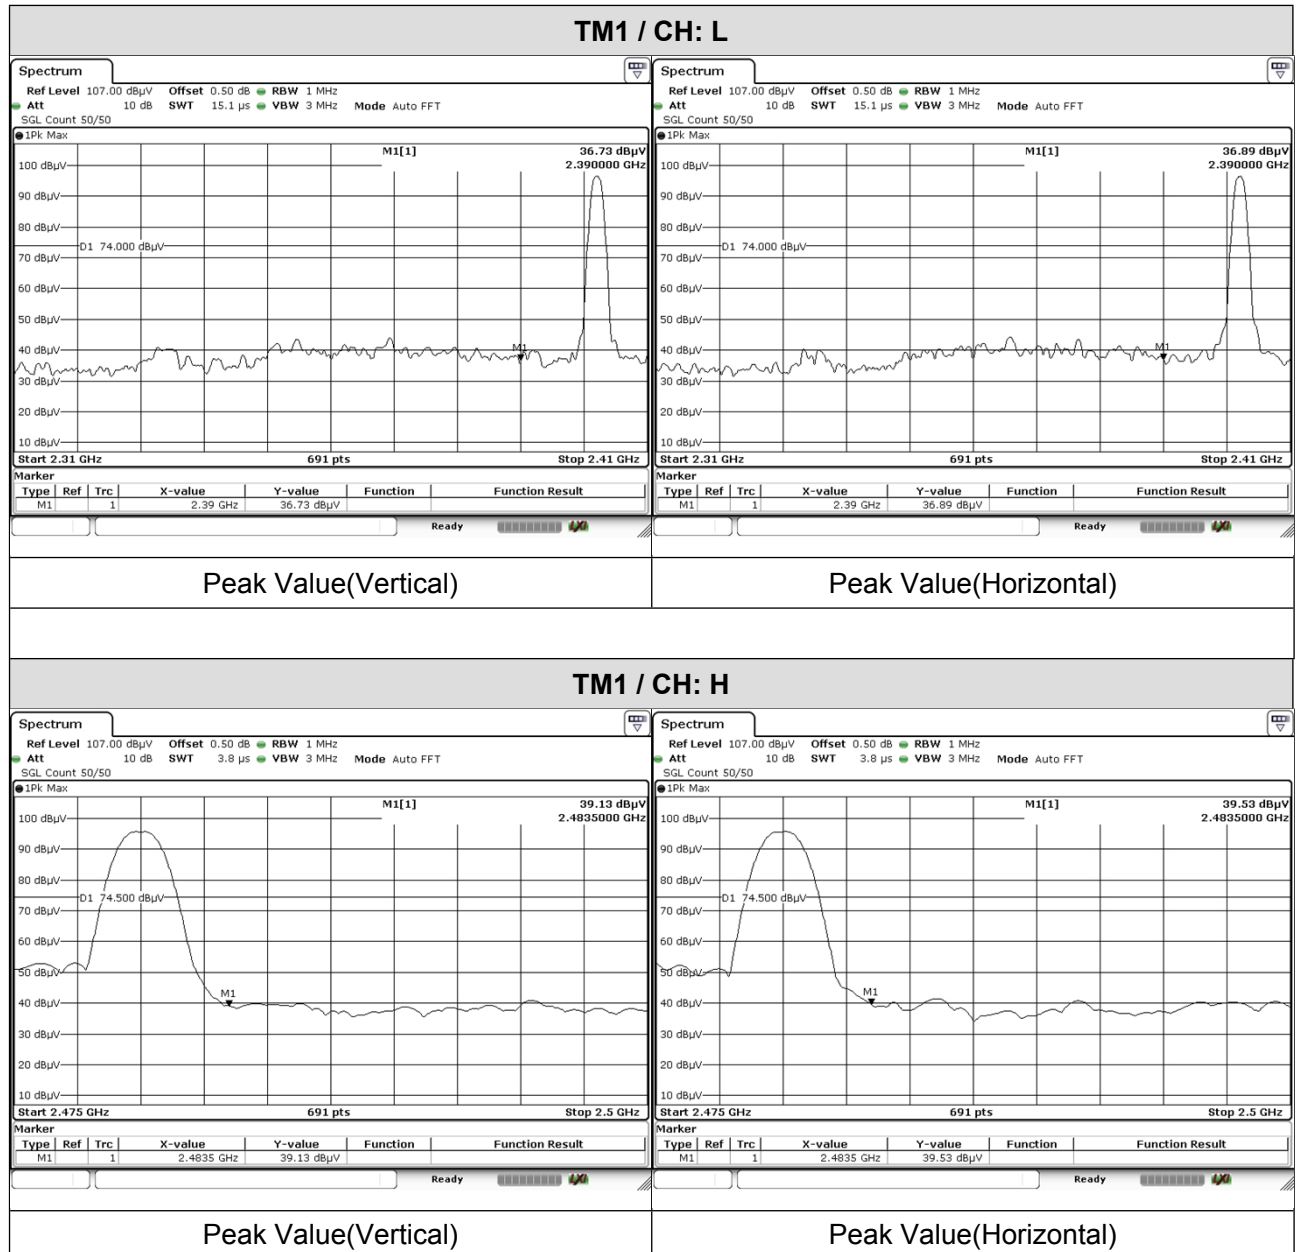 TM1 / CH: L
Spectrum
Ref Level 107.00 dBµV Offset 0.50 dB RBW 1 MHz
Att 10 dB SWT 15.1 µs VBW 3 MHz Mode Auto FFT
SGL Count 50/50
1Pk Max
M1[1] 36.73 dBµV
2.390000 GHz
100 dBµV
90 dBµV
80 dBµV
D1 74.000 dBµV
70 dBµV
60 dBµV
50 dBµV
M1
40 dBµV
30 dBµV
20 dBµV
10 dBµV
Start 2.31 GHz 691 pts Stop 2.41 GHz
Marker
Type Ref Trc X-value Y-value Function Function Result
M1 1 2.39 GHz 36.73 dBµV
Ready LXI
Peak Value(Vertical)
Spectrum
Ref Level 107.00 dBµV Offset 0.50 dB RBW 1 MHz
Att 10 dB SWT 15.1 µs VBW 3 MHz Mode Auto FFT
SGL Count 50/50
1Pk Max
M1[1] 36.89 dBµV
2.390000 GHz
100 dBµV
90 dBµV
80 dBµV
D1 74.000 dBµV
70 dBµV
60 dBµV
50 dBµV
M1
40 dBµV
30 dBµV
20 dBµV
10 dBµV
Start 2.31 GHz 691 pts Stop 2.41 GHz
Marker
Type Ref Trc X-value Y-value Function Function Result
M1 1 2.39 GHz 36.89 dBµV
Ready LXI
Peak Value(Horizontal)
TM1 / CH: H
Spectrum
Ref Level 107.00 dBµV Offset 0.50 dB RBW 1 MHz
Att 10 dB SWT 3.8 µs VBW 3 MHz Mode Auto FFT
SGL Count 50/50
1Pk Max
M1[1] 39.13 dBµV
2.4835000 GHz
100 dBµV
90 dBµV
80 dBµV
D1 74.500 dBµV
70 dBµV
60 dBµV
50 dBµV
M1
40 dBµV
30 dBµV
20 dBµV
10 dBµV
Start 2.475 GHz 691 pts Stop 2.5 GHz
Marker
Type Ref Trc X-value Y-value Function Function Result
M1 1 2.4835 GHz 39.13 dBµV
Ready LXI
Peak Value(Vertical)
Spectrum
Ref Level 107.00 dBµV Offset 0.50 dB RBW 1 MHz
Att 10 dB SWT 3.8 µs VBW 3 MHz Mode Auto FFT
SGL Count 50/50
1Pk Max
M1[1] 39.53 dBµV
2.4835000 GHz
100 dBµV
90 dBµV
80 dBµV
D1 74.500 dBµV
70 dBµV
60 dBµV
50 dBµV
M1
40 dBµV
30 dBµV
20 dBµV
10 dBµV
Start 2.475 GHz 691 pts Stop 2.5 GHz
Marker
Type Ref Trc X-value Y-value Function Function Result
M1 1 2.4835 GHz 39.53 dBµV
Ready LXI
Peak Value(Horizontal)